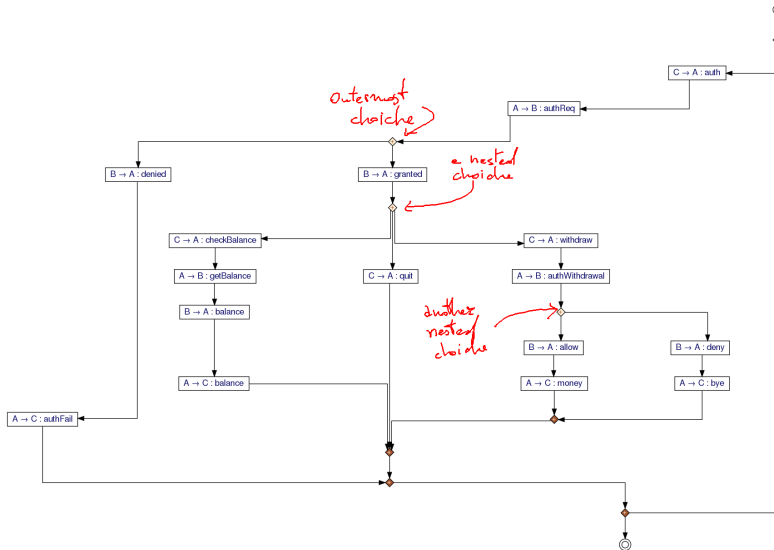 C → A : auth
A → B : authReq
Outermost
choiche
B → A : denied
B → A : granted
a nested
choiche
C → A : checkBalance
C → A : withdraw
A → B : getBalance
C → A : quit
A → B : authWithdrawal
B → A : balance
another
nested
choiche
B → A : allow
B → A : deny
A → C : balance
A → C : money
A → C : bye
A → C : authFail